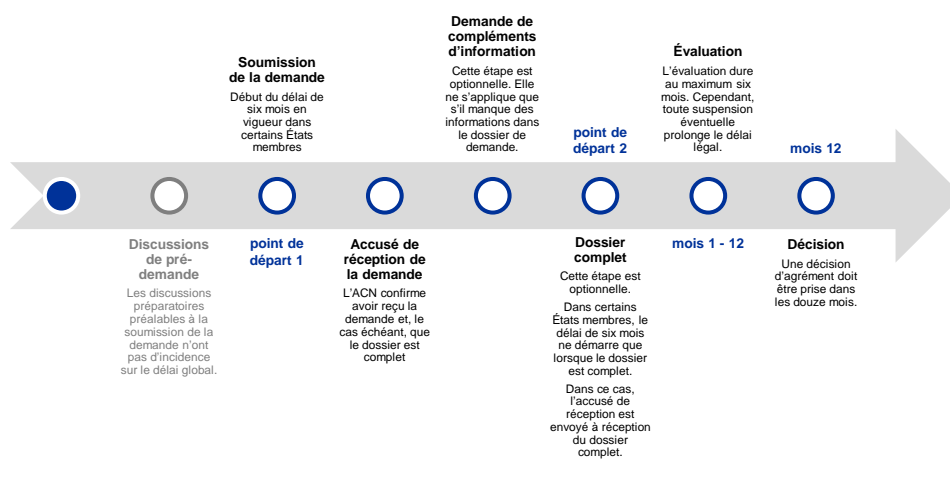 Discussions
de pré-
demande
Les discussions
préparatoires
préalables à la
soumission de la
demande n’ont
pas d’incidence
sur le délai global.
Soumission
de la demande
Début du délai de
six mois en
vigueur dans
certains États
membres
point de
départ 1
Accusé de
réception de
la demande
L’ACN confirme
avoir reçu la
demande et, le
cas échéant, que
le dossier est
complet
Demande de
compléments
d’information
Cette étape est
optionnelle. Elle
ne s’applique que
s’il manque des
informations dans
le dossier de
demande.
point de
départ 2
Dossier
complet
Cette étape est
optionnelle.
Dans certains
États membres, le
délai de six mois
ne démarre que
lorsque le dossier
est complet.
Dans ce cas,
l’accusé de
réception est
envoyé à réception
du dossier
complet.
Évaluation
L’évaluation dure
au maximum six
mois. Cependant,
toute suspension
éventuelle
prolonge le délai
légal.
mois 1 - 12
mois 12
Décision
Une décision
d’agrément doit
être prise dans
les douze mois.